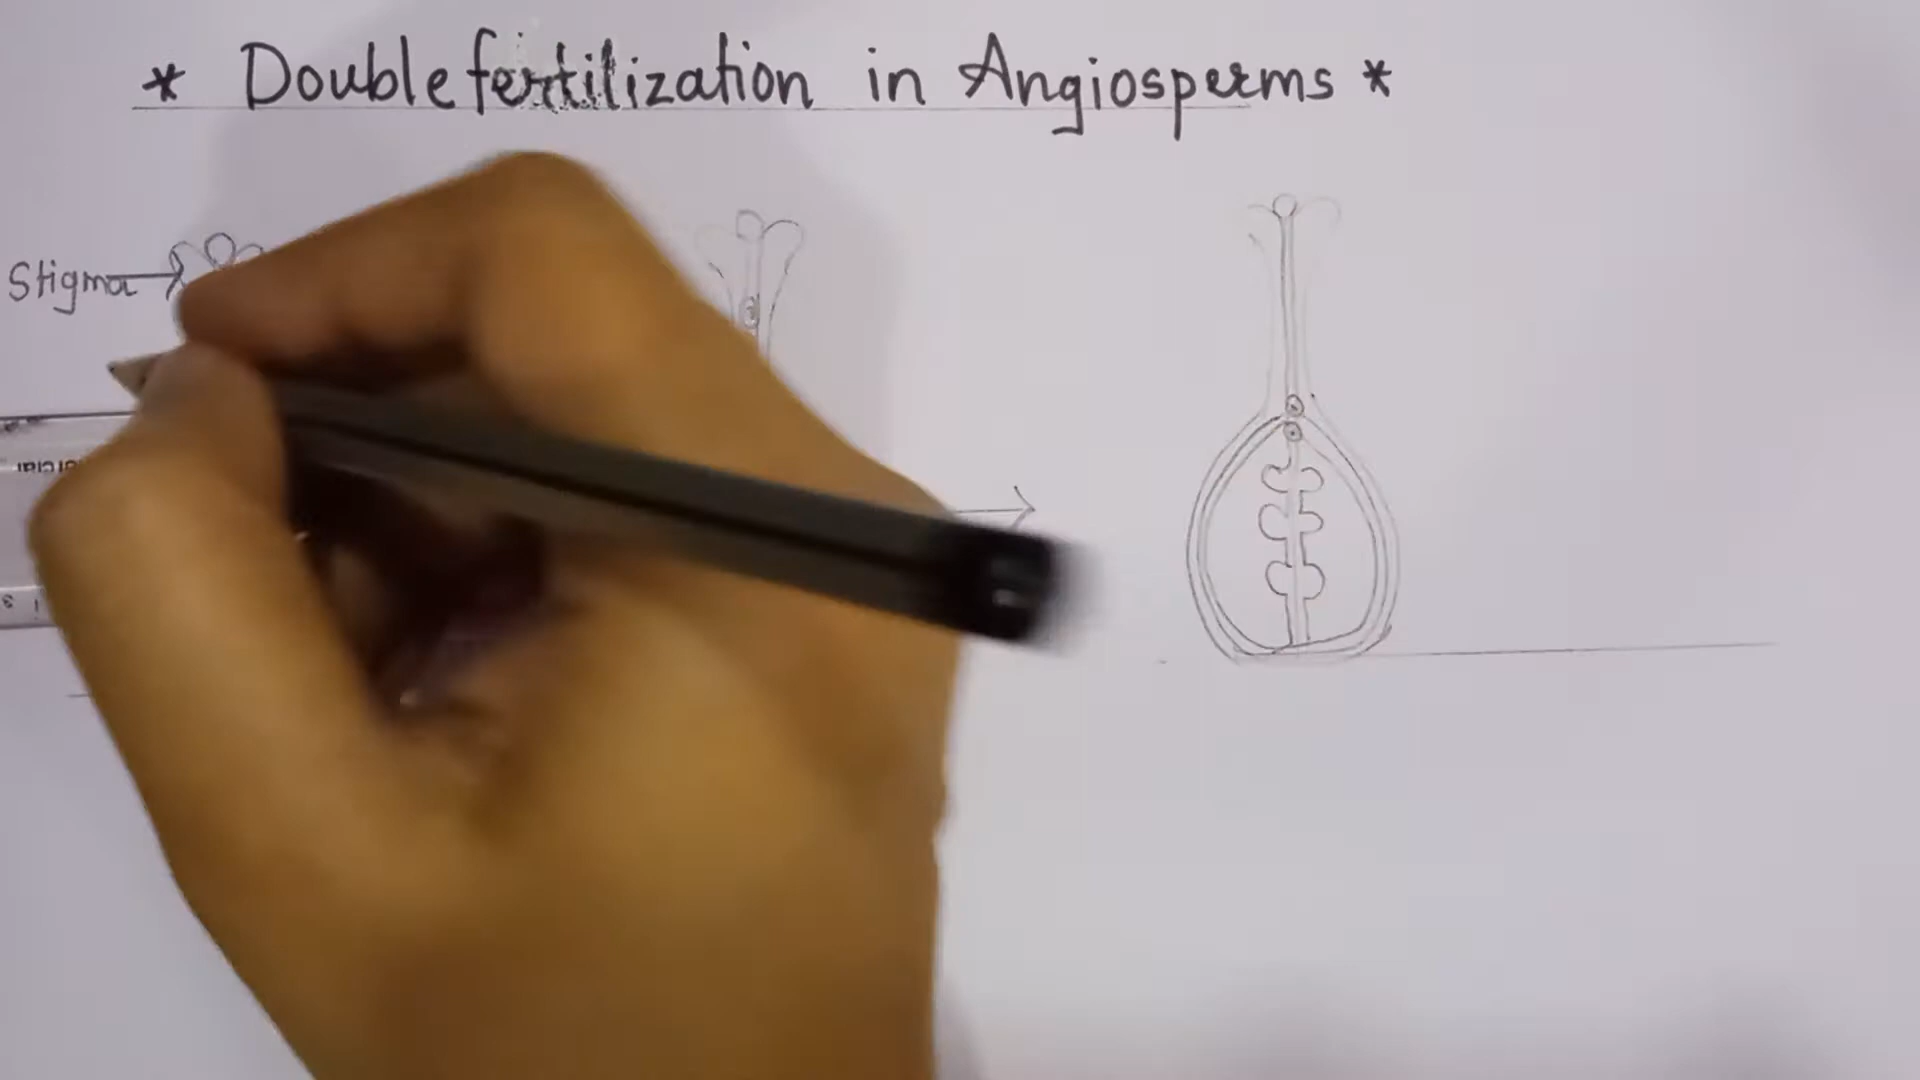 * Double fertilization in Angiosperms *
Stigma